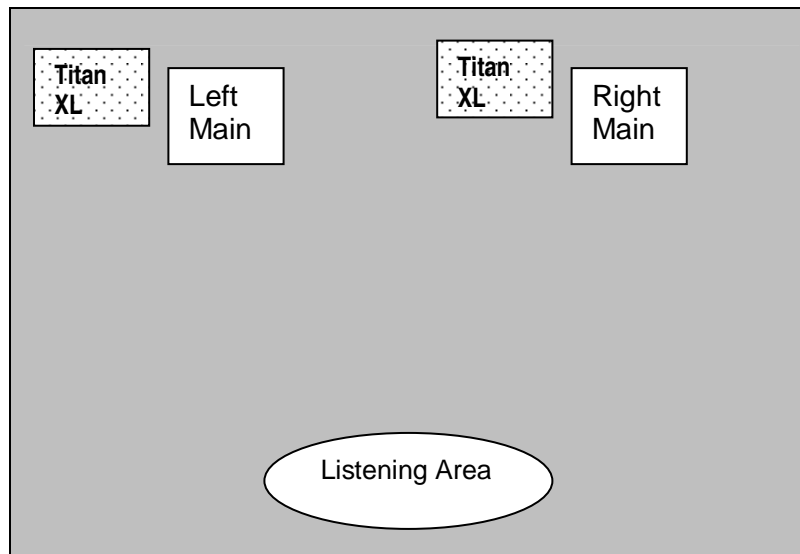 Titan
XL
Left
Main
Titan
XL
Right
Main
Listening Area